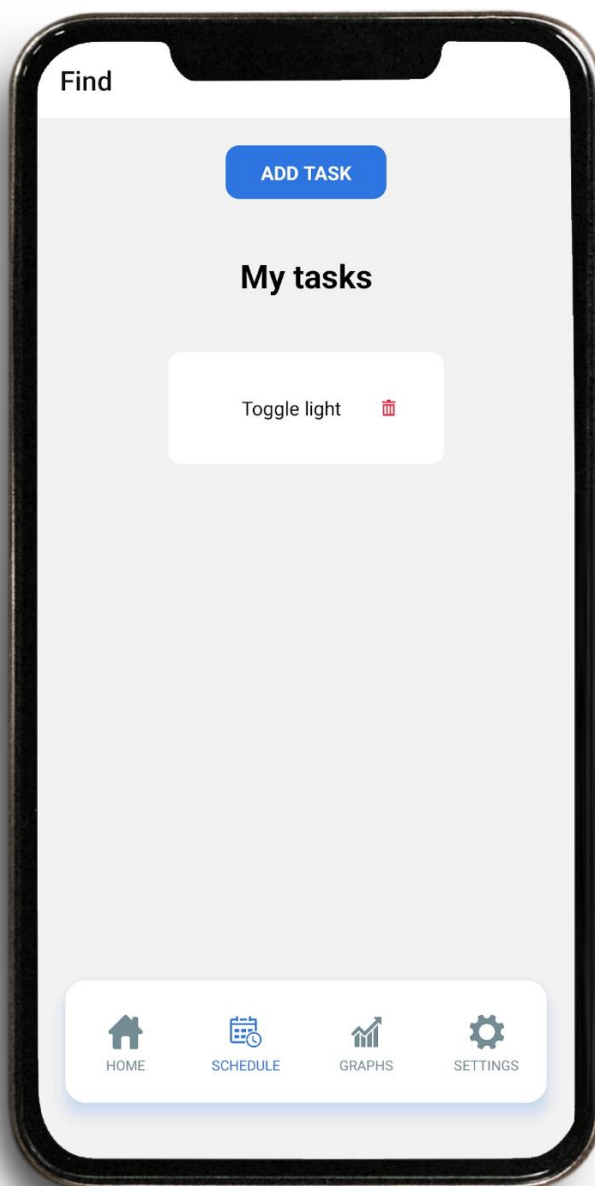 Find
ADD TASK
My tasks
Toggle light
HOME SCHEDULE GRAPHS SETTINGS